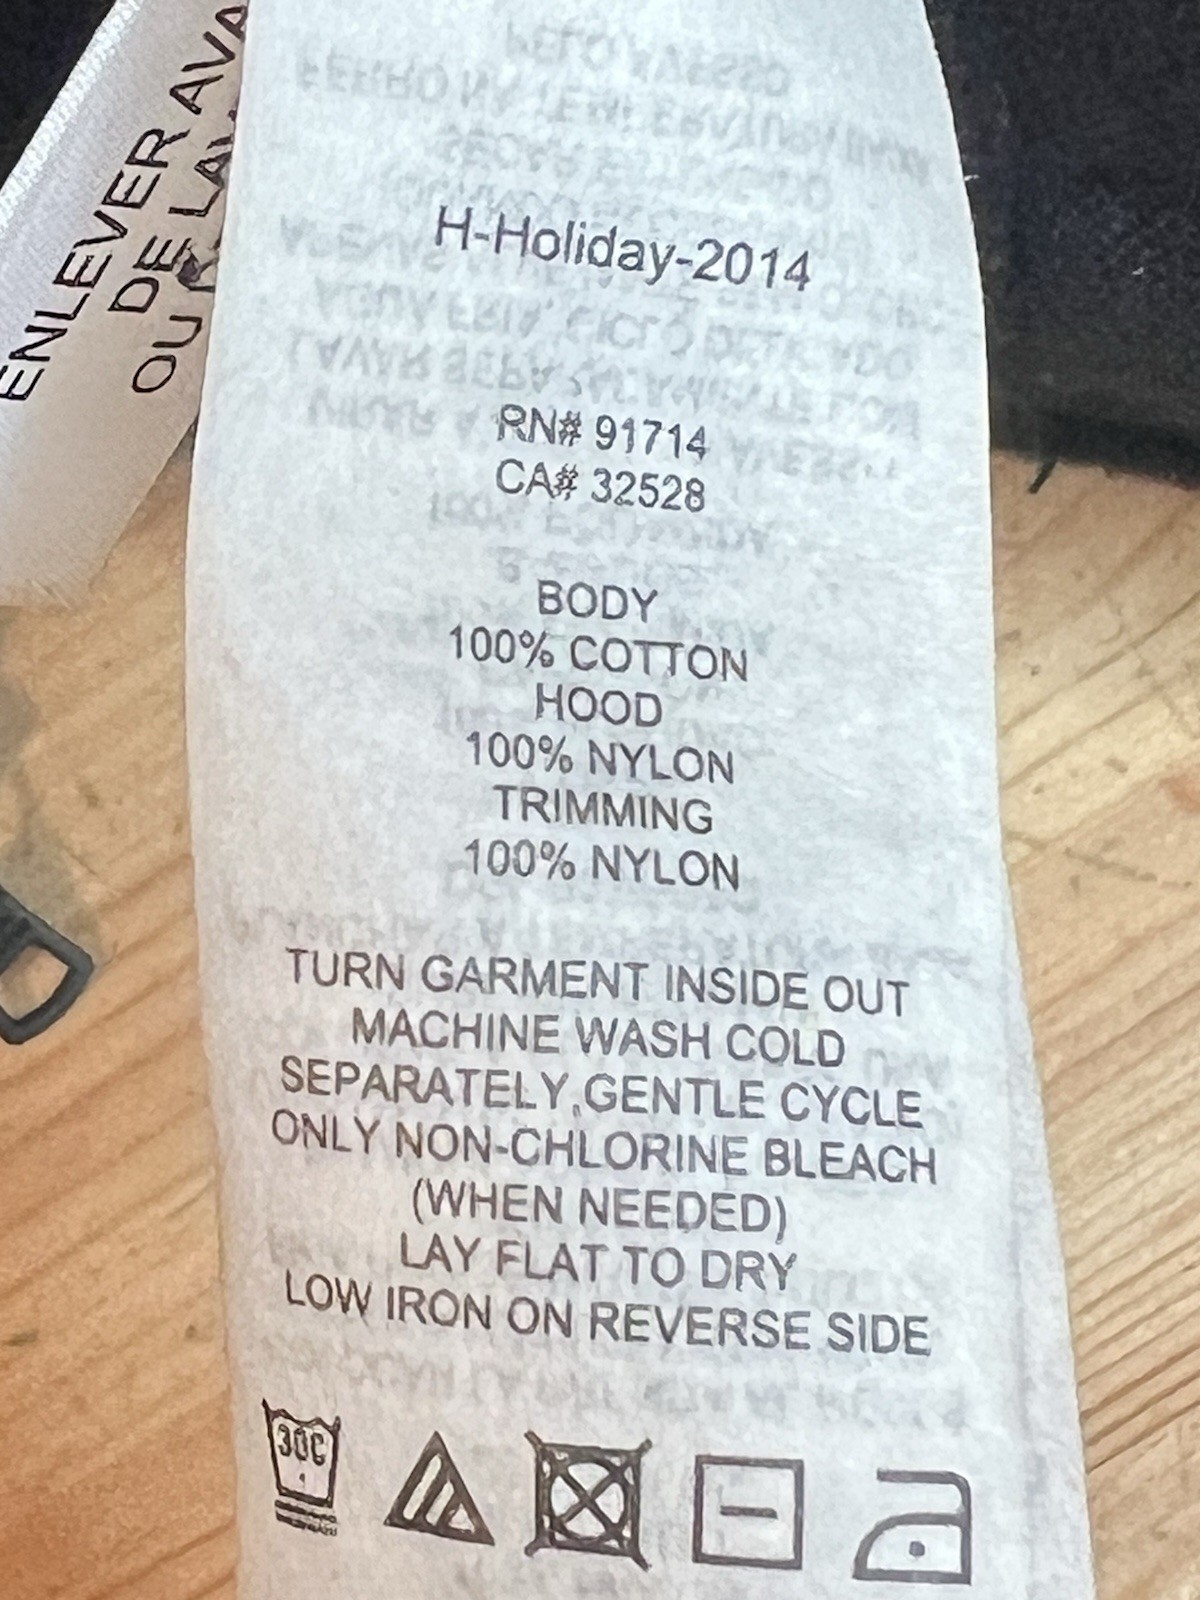 ENLEVER AVA
DE LAV
OU
H-Holiday-2014
RN# 91714
CA# 32528
BODY
100% COTTON
HOOD
100% NYLON
TRIMMING
100% NYLON
TURN GARMENT INSIDE OUT
MACHINE WASH COLD
SEPARATELY,GENTLE CYCLE
ONLY NON-CHLORINE BLEACH
(WHEN NEEDED)
LAY FLAT TO DRY
LOW IRON ON REVERSE SIDE
30C